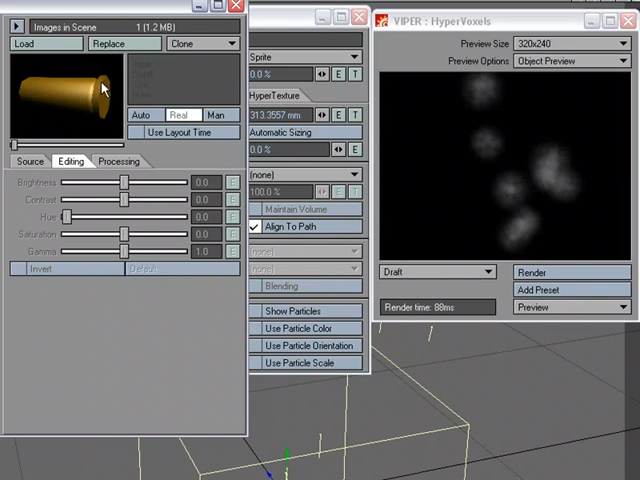 Images in Scene 1 (1.2 MB)
Load Replace Clone
Auto Real Man
Use Layout Time
Source Editing Processing
Brightness 0.0 E
Contrast 0.0 E
Hue 0.0 E
Saturation 0.0 E
Gamma 1.0 E
Invert Default
Sprite
0.0 % E T
HyperTexture
313.3557 mm E T
Automatic Sizing
0.0 % E
(none)
100.0 % E T
Maintain Volume
Align To Path
(none)
(none)
Blending
Show Particles
Use Particle Color
Use Particle Orientation
Use Particle Scale
VIPER : HyperVoxels
Preview Size 320x240
Preview Options Object Preview
Draft Render
Add Preset
Render time: 88ms Preview